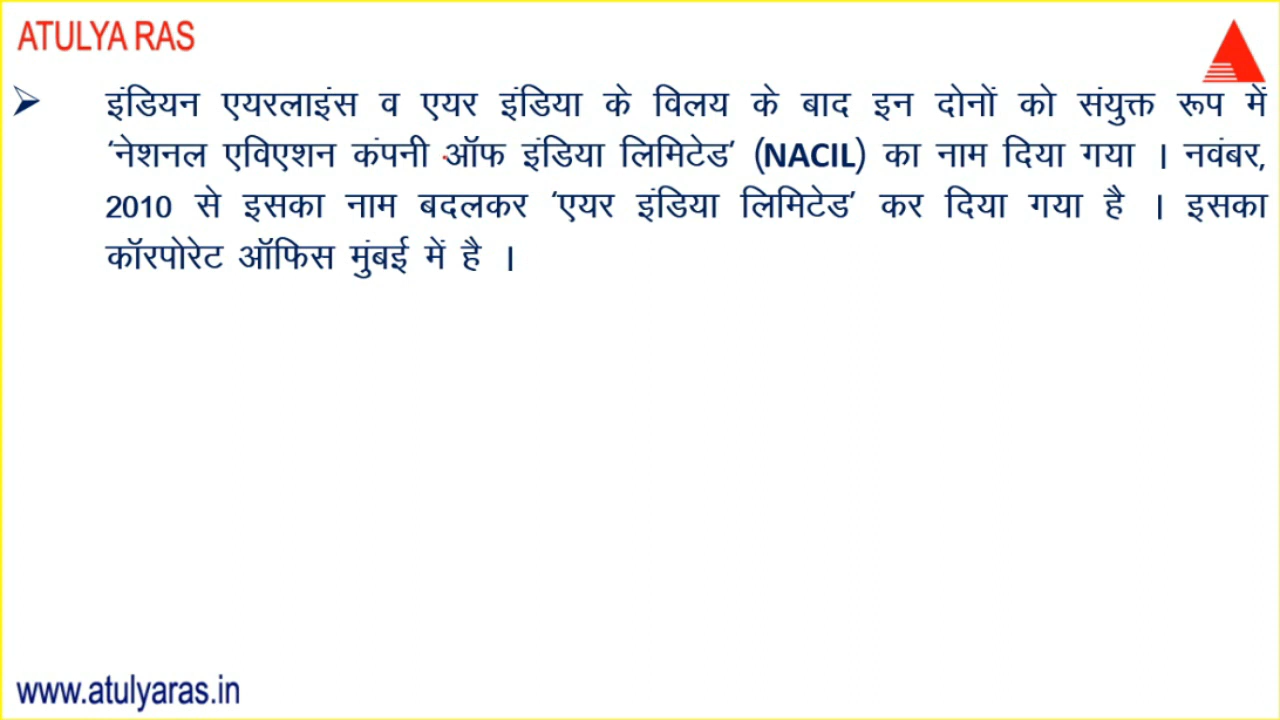 ATULYA RAS
➢ इंडियन एयरलाइंस व एयर इंडिया के विलय के बाद इन दोनों को संयुक्त रूप में
‘नेशनल एविएशन कंपनी ऑफ इंडिया लिमिटेड’ (NACIL) का नाम दिया गया । नवंबर,
2010 से इसका नाम बदलकर ‘एयर इंडिया लिमिटेड’ कर दिया गया है । इसका
कॉरपोरेट ऑफिस मुंबई में है ।
www.atulyaras.in